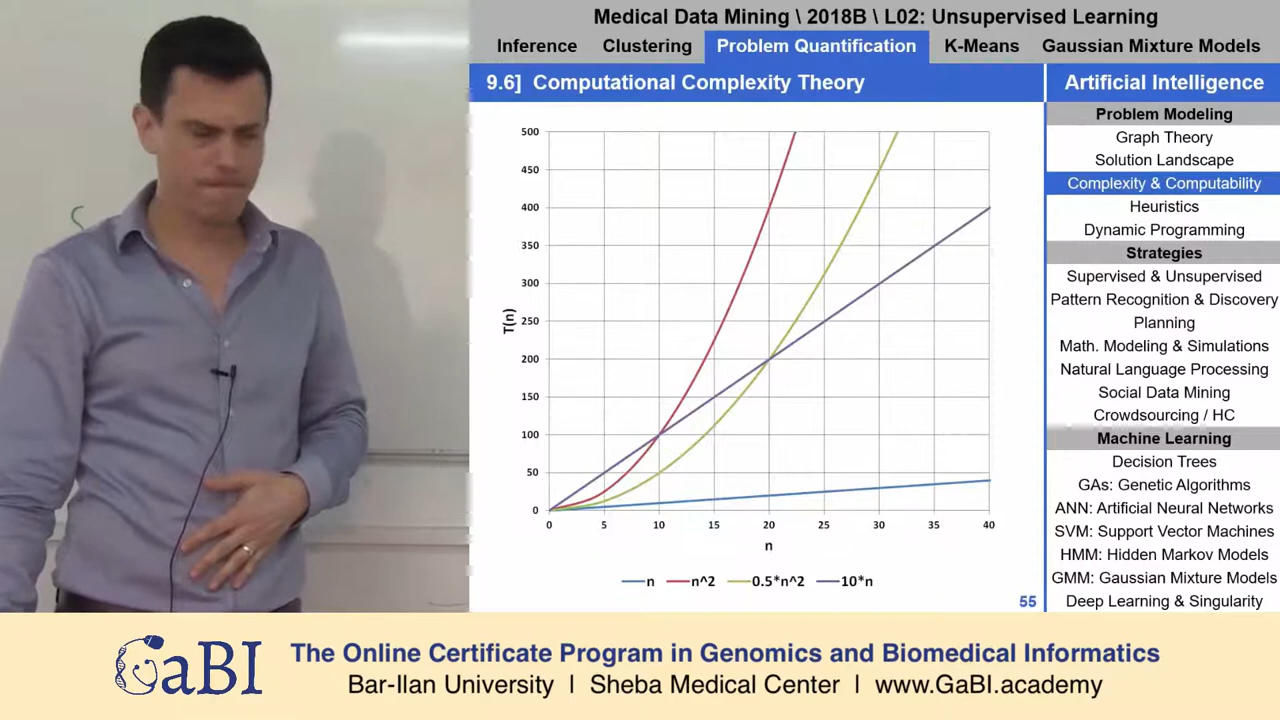 Medical Data Mining \ 2018B \ L02: Unsupervised Learning
Inference Clustering Problem Quantification K-Means Gaussian Mixture Models
9.6] Computational Complexity Theory
Artificial Intelligence
Problem Modeling
Graph Theory
Solution Landscape
Complexity & Computability
Heuristics
Dynamic Programming
Strategies
Supervised & Unsupervised
Pattern Recognition & Discovery
Planning
Math. Modeling & Simulations
Natural Language Processing
Social Data Mining
Crowdsourcing / HC
Machine Learning
Decision Trees
GAs: Genetic Algorithms
ANN: Artificial Neural Networks
SVM: Support Vector Machines
HMM: Hidden Markov Models
GMM: Gaussian Mixture Models
Deep Learning & Singularity
500
450
400
350
300
250
200
150
100
50
0
T(n)
0 5 10 15 20 25 30 35 40
n
n n^2 0.5*n^2 10*n
55
GaBI
The Online Certificate Program in Genomics and Biomedical Informatics
Bar-Ilan University | Sheba Medical Center | www.GaBI.academy